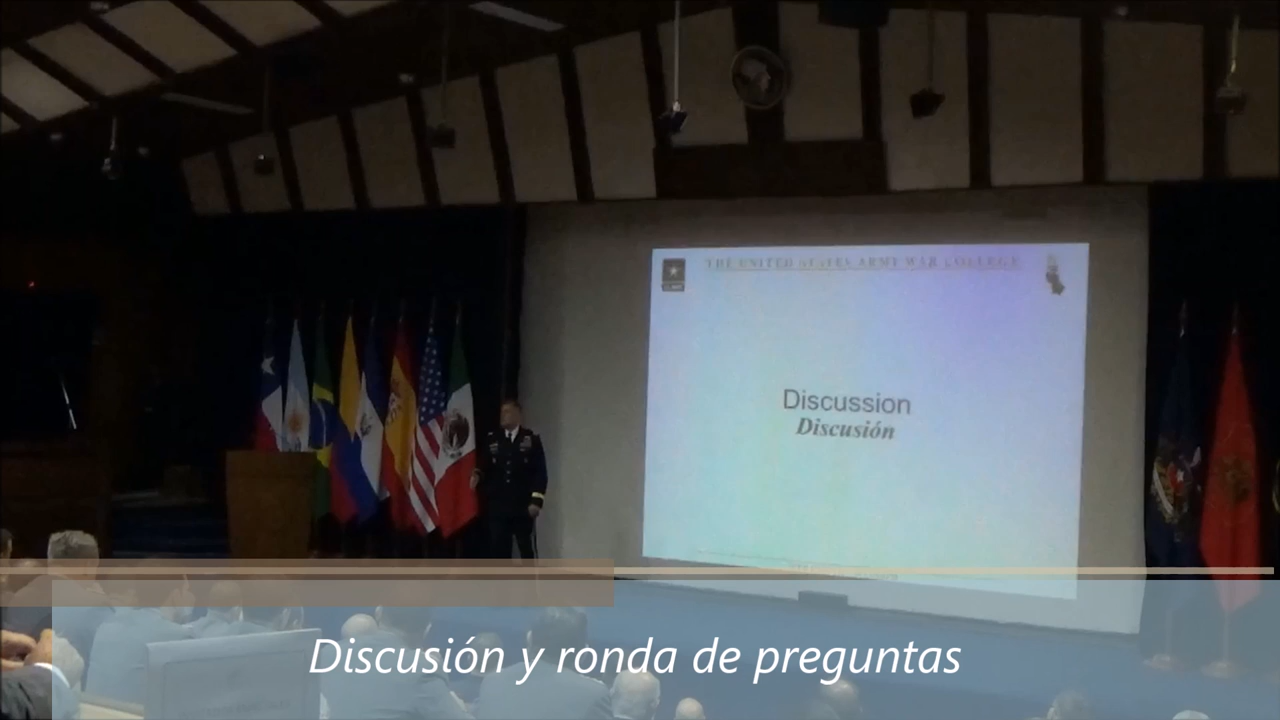 THE UNITED STATES ARMY WAR COLLEGE
Discussion
Discusión
Discusión y ronda de preguntas